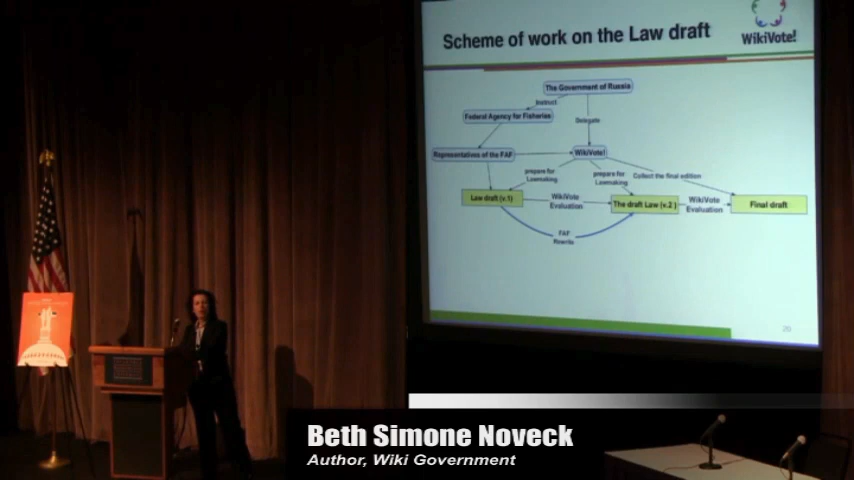 Scheme of work on the Law draft
WikiVote!
The Government of Russia
Instruct
Federal Agency for Fisheries
Delegate
Representatives of the FAF
WikiVote!
prepare for
Lawmaking
prepare for
Lawmaking
Collect the final edition
Law draft (v.1)
WikiVote
Evaluation
The draft Law (v.2 )
WikiVote
Evaluation
Final draft
FAF
Rewrite
20
Beth Simone Noveck
Author, Wiki Government